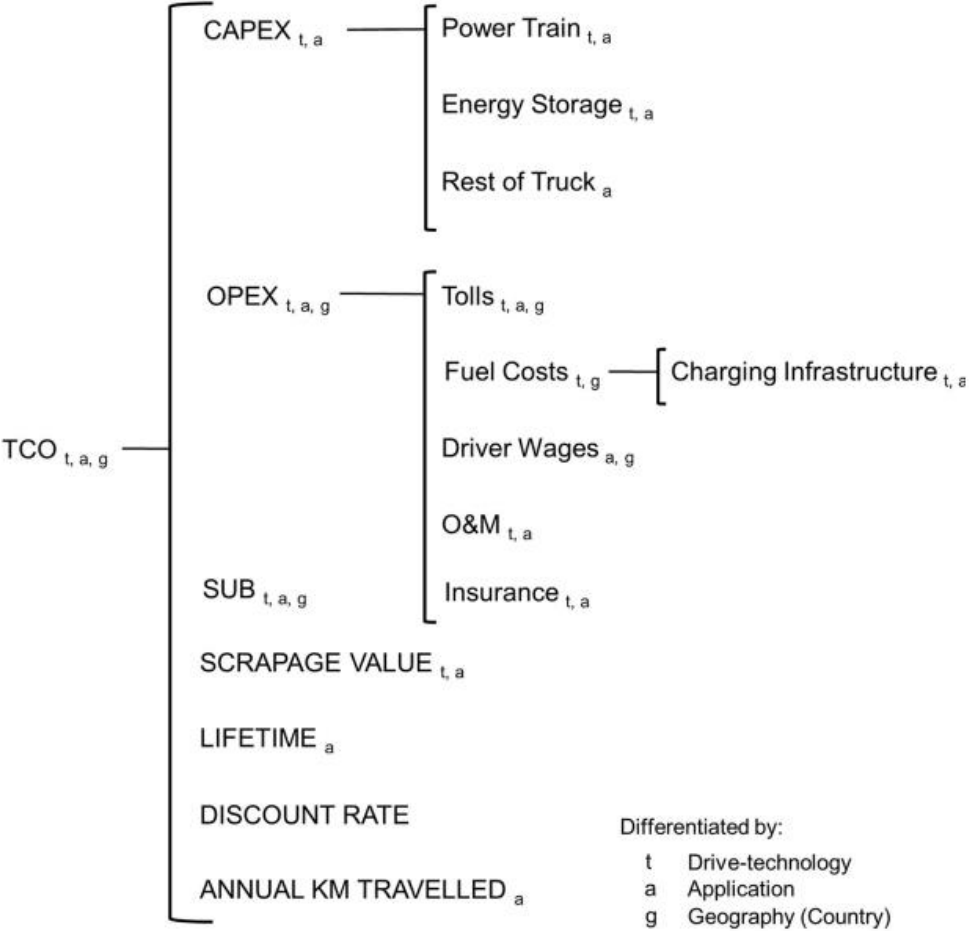 CAPEX t, a
Power Train t, a
Energy Storage t, a
Rest of Truck a
OPEX t, a, g
Tolls t, a, g
Fuel Costs t, g
Charging Infrastructure t, a
TCO t, a, g
Driver Wages a, g
O&M t, a
SUB t, a, g
Insurance t, a
SCRAPAGE VALUE t, a
LIFETIME a
DISCOUNT RATE
ANNUAL KM TRAVELLED a
Differentiated by:
t Drive-technology
a Application
g Geography (Country)